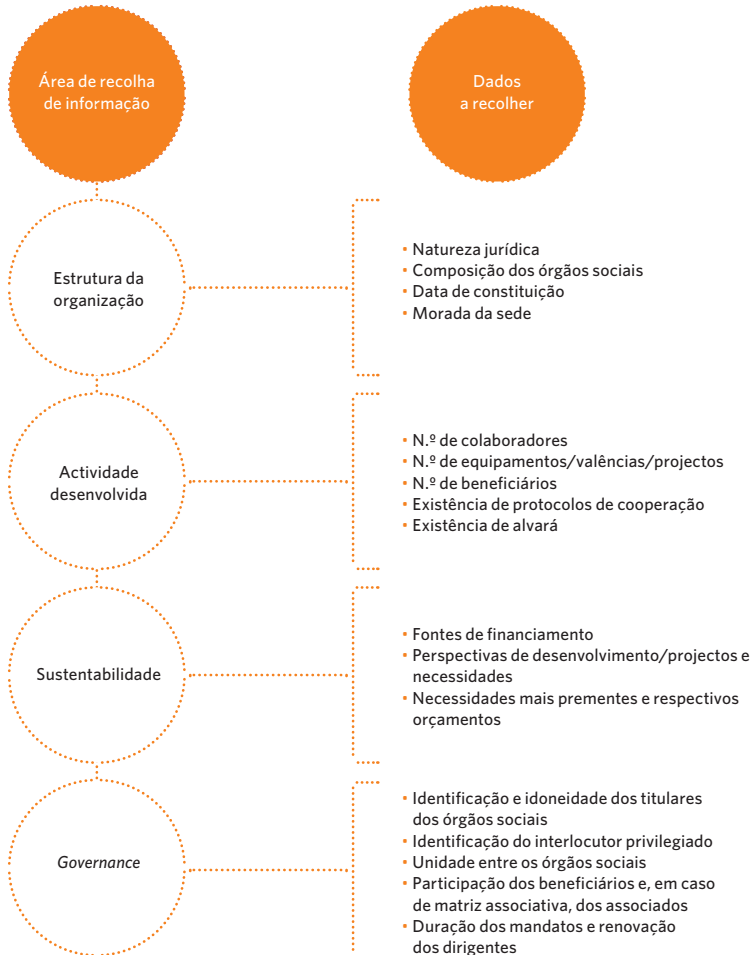 Área de recolha
de informação
Dados
a recolher
Estrutura da
organização
• Natureza jurídica
• Composição dos órgãos sociais
• Data de constituição
• Morada da sede
Actividade
desenvolvida
• N.º de colaboradores
• N.º de equipamentos/valências/projectos
• N.º de beneficiários
• Existência de protocolos de cooperação
• Existência de alvará
Sustentabilidade
• Fontes de financiamento
• Perspectivas de desenvolvimento/projectos e
necessidades
• Necessidades mais prementes e respectivos
orçamentos
Governance
• Identificação e idoneidade dos titulares
dos órgãos sociais
• Identificação do interlocutor privilegiado
• Unidade entre os órgãos sociais
• Participação dos beneficiários e, em caso
de matriz associativa, dos associados
• Duração dos mandatos e renovação
dos dirigentes